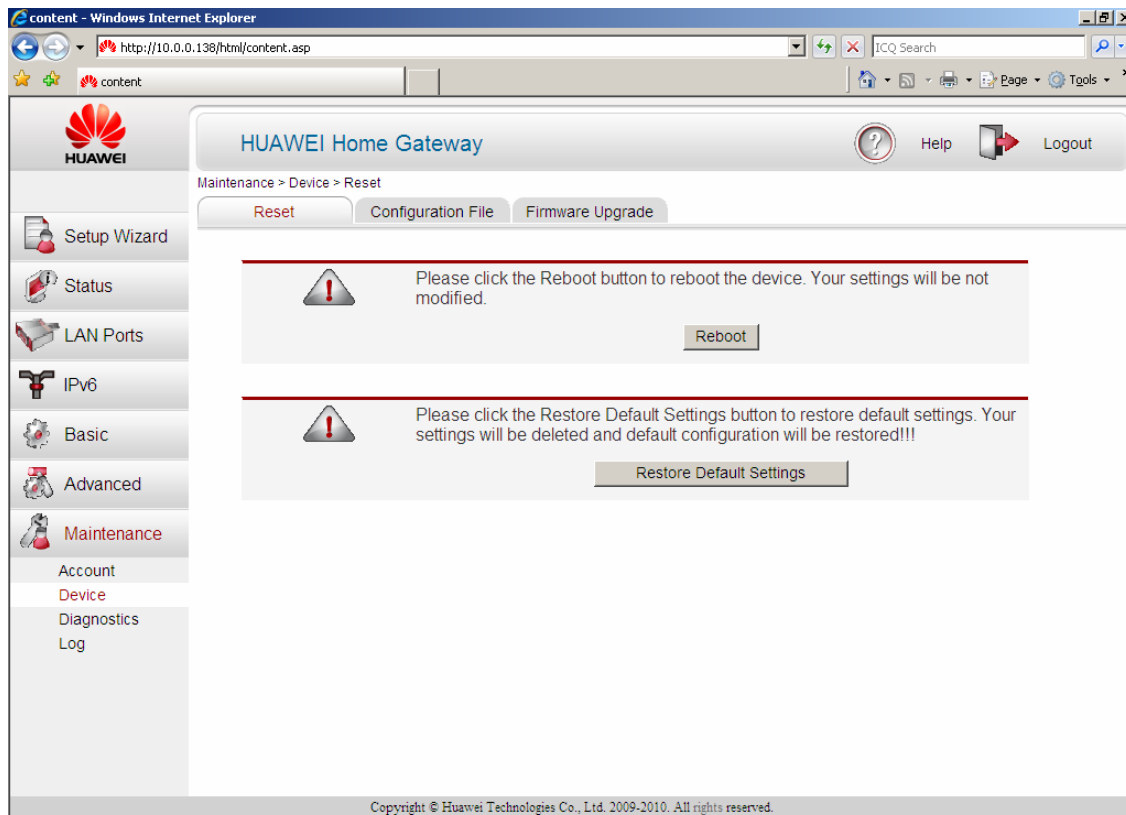 content - Windows Internet Explorer
http://10.0.0.138/html/content.asp
ICQ Search
content
Page
Tools
HUAWEI
HUAWEI Home Gateway
Help
Logout
Maintenance > Device > Reset
Reset
Configuration File
Firmware Upgrade
Setup Wizard
Status
LAN Ports
IPv6
Basic
Advanced
Maintenance
Account
Device
Diagnostics
Log
Please click the Reboot button to reboot the device. Your settings will be not
modified.
Reboot
Please click the Restore Default Settings button to restore default settings. Your
settings will be deleted and default configuration will be restored!!!
Restore Default Settings
Copyright © Huawei Technologies Co., Ltd. 2009-2010. All rights reserved.